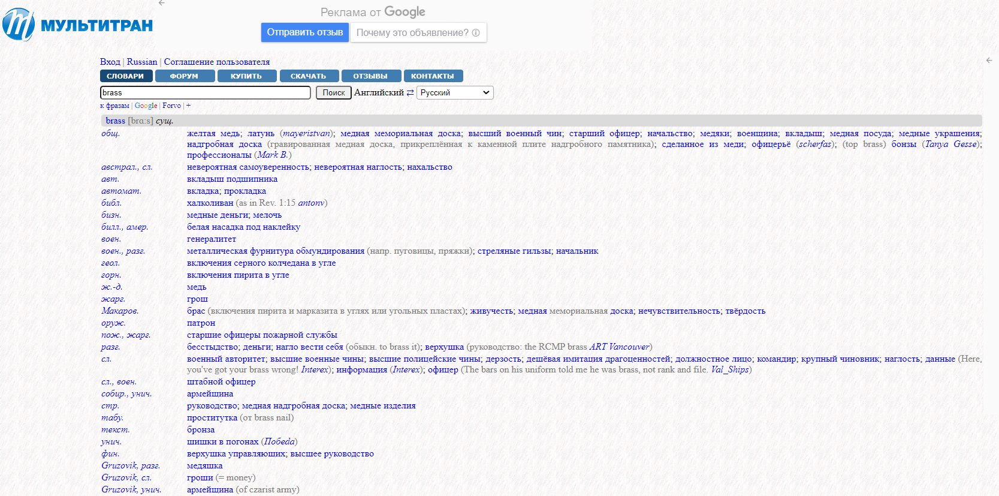 МУЛЬТИТРАН
Реклама от Google
Отправить отзыв Почему это объявление?
Вход | Russian | Соглашение пользователя
СЛОВАРИ ФОРУМ КУПИТЬ СКАЧАТЬ ОТЗЫВЫ КОНТАКТЫ
brass Поиск Английский ⇄ Русский
к фразам | Google | Forvo | +
brass [brɑ:s] сущ.
общ. желтая медь; латунь (mayeristvan); медная мемориальная доска; высший военный чин; старший офицер; начальство; медяки; военщина; вкладыш; медная посуда; медные украшения;
надгробная доска (гравированная медная доска, прикреплённая к каменной плите надгробного памятника); сделанное из меди; офицерьё (scherfas); (top brass) бонзы (Tanya Gesse);
профессионалы (Mark B.)
австрал., сл. невероятная самоуверенность; невероятная наглость; нахальство
авт. вкладыш подшипника
автомат. вкладка; прокладка
библ. халколиван (as in Rev. 1:15 antonv)
бизн. медные деньги; мелочь
билл., амер. белая насадка под наклейку
воен. генералитет
воен., разг. металлическая фурнитура обмундирования (напр. пуговицы, пряжки); стреляные гильзы; начальник
геол. включения серного колчедана в угле
горн. включения пирита в угле
ж.-д. медь
жарг. грош
Макаров. брас (включения пирита и марказита в углях или угольных пластах); живучесть; медная мемориальная доска; нечувствительность; твёрдость
оруж. патрон
пож., жарг. старшие офицеры пожарной службы
разг. бесстыдство; деньги; нагло вести себя (обыкн. to brass it); верхушка (руководство: the RCMP brass ART Vancouver)
сл. военный авторитет; высшие военные чины; высшие полицейские чины; дерзость; дешёвая имитация драгоценностей; должностное лицо; командир; крупный чиновник; наглость; данные (Here,
you've got your brass wrong! Interex); информация (Interex); офицер (The bars on his uniform told me he was brass, not rank and file. Val_Ships)
сл., воен. штабной офицер
собир., унич. армейщина
стр. руководство; медная надгробная доска; медные изделия
табу. проститутка (от brass nail)
текст. бронза
унич. шишки в погонах (Побеdа)
фин. верхушка управляющих; высшее руководство
Gruzovik, разг. медяшка
Gruzovik, сл. гроши (= money)
Gruzovik, унич. армейщина (of czarist army)